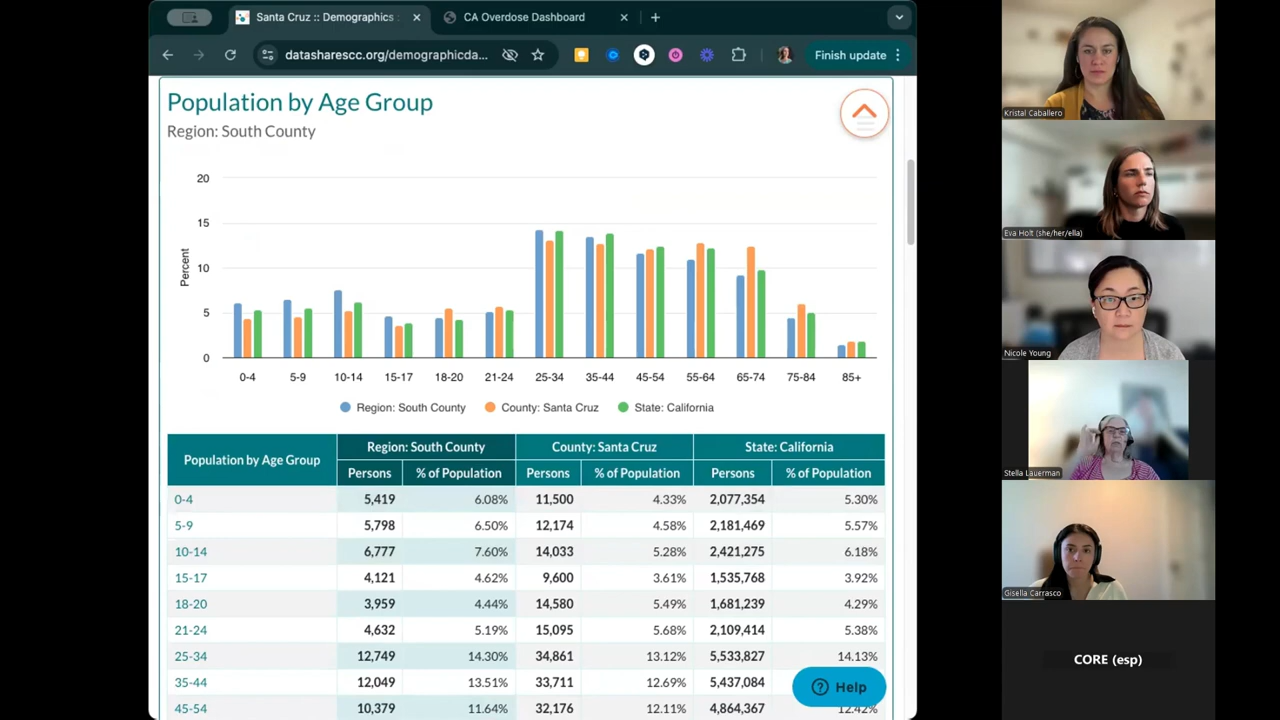 Santa Cruz :: Demographics :
CA Overdose Dashboard
datasharescc.org/demographicda...
Finish update
Population by Age Group
Region: South County
20
15
10
5
0
Percent
0-4 5-9 10-14 15-17 18-20 21-24 25-34 35-44 45-54 55-64 65-74 75-84 85+
Region: South County County: Santa Cruz State: California
Population by Age Group Region: South County County: Santa Cruz State: California
Persons % of Population Persons % of Population Persons % of Population
0-4 5,419 6.08% 11,500 4.33% 2,077,354 5.30%
5-9 5,798 6.50% 12,174 4.58% 2,181,469 5.57%
10-14 6,777 7.60% 14,033 5.28% 2,421,275 6.18%
15-17 4,121 4.62% 9,600 3.61% 1,535,768 3.92%
18-20 3,959 4.44% 14,580 5.49% 1,681,239 4.29%
21-24 4,632 5.19% 15,095 5.68% 2,109,414 5.38%
25-34 12,749 14.30% 34,861 13.12% 5,533,827 14.13%
35-44 12,049 13.51% 33,711 12.69% 5,437,084
45-54 10,379 11.64% 32,176 12.11% 4,864,367 12.42%
Help
Kristal Caballero
Eva Holt (she/her/ella)
Nicole Young
Stella Lauerman
Gisella Carrasco
CORE (esp)